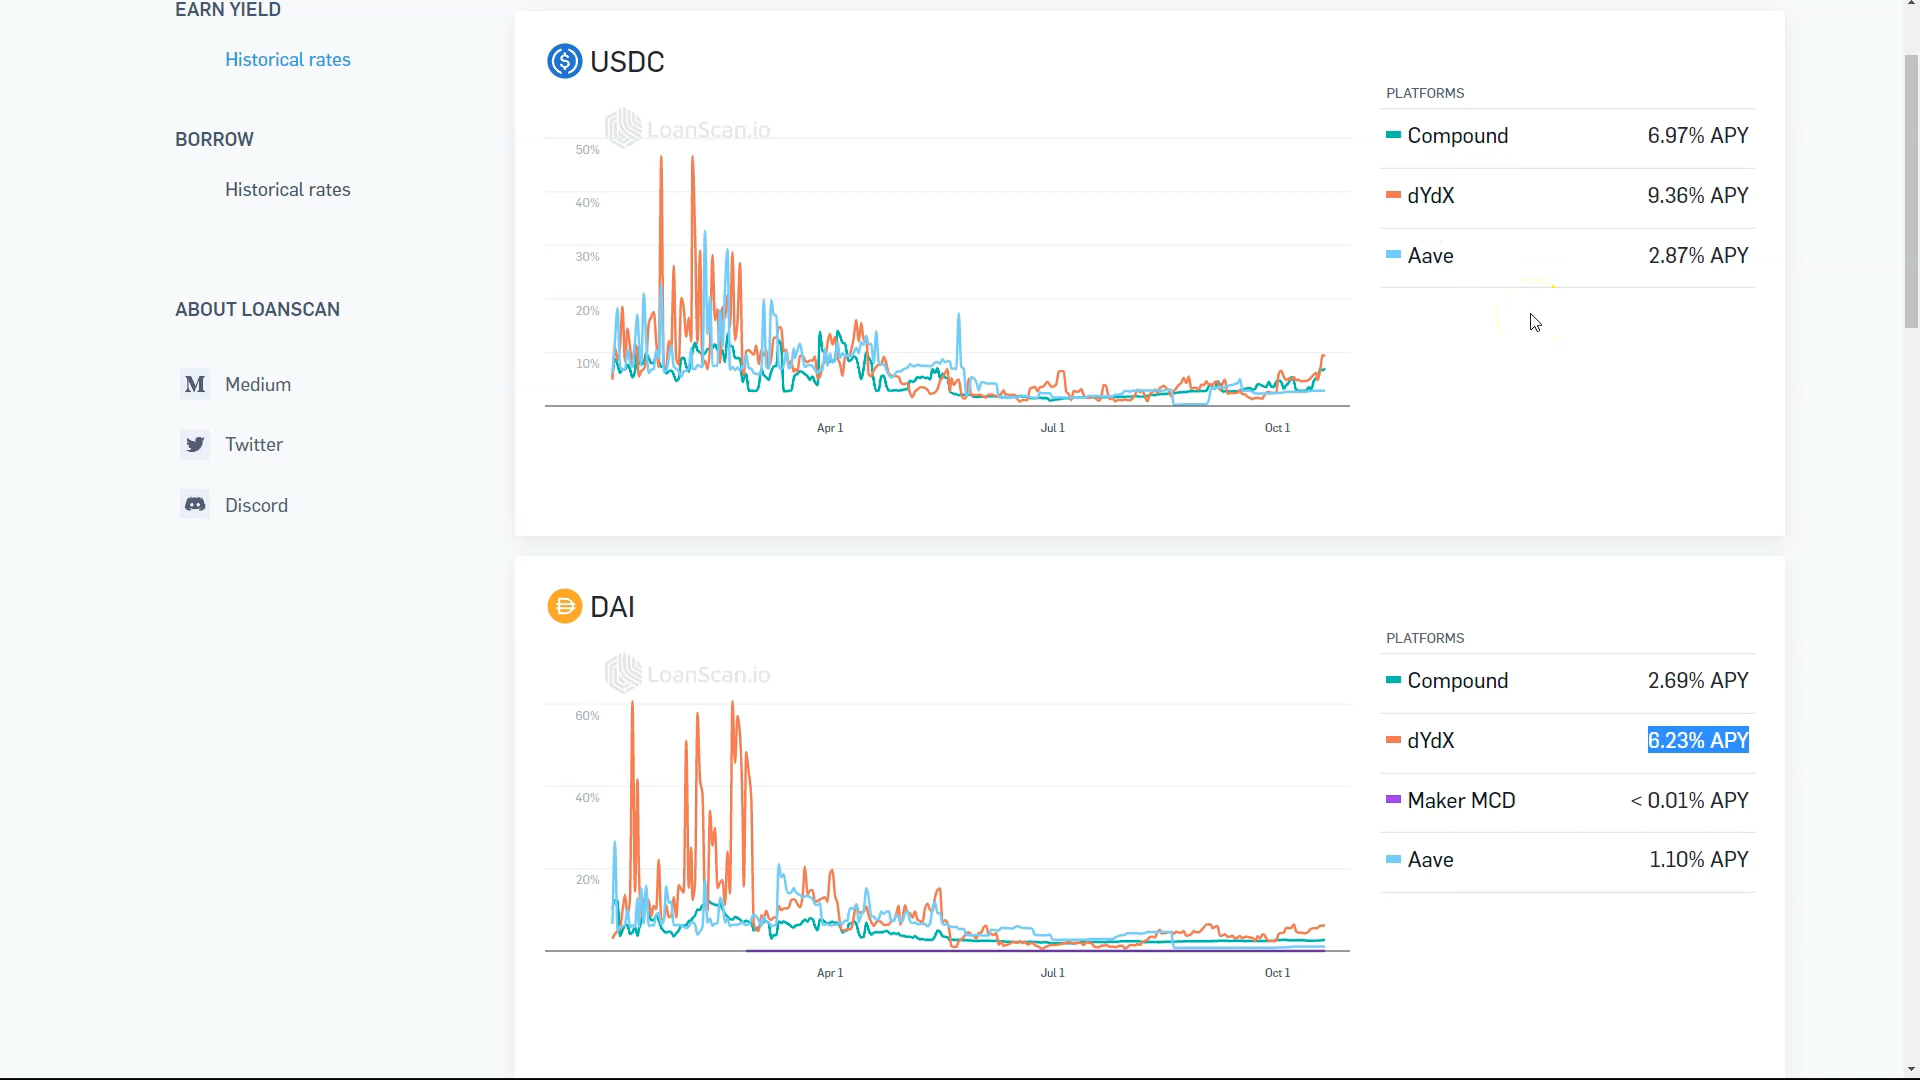 EARN YIELD
Historical rates
BORROW
Historical rates
ABOUT LOANSCAN
Medium
Twitter
Discord
USDC
LoanScan.io
50%
40%
30%
20%
10%
Apr 1
Jul 1
Oct 1
PLATFORMS
Compound 6.97% APY
dYdX 9.36% APY
Aave 2.87% APY
DAI
LoanScan.io
60%
40%
20%
Apr 1
Jul 1
Oct 1
PLATFORMS
Compound 2.69% APY
dYdX 6.23% APY
Maker MCD < 0.01% APY
Aave 1.10% APY